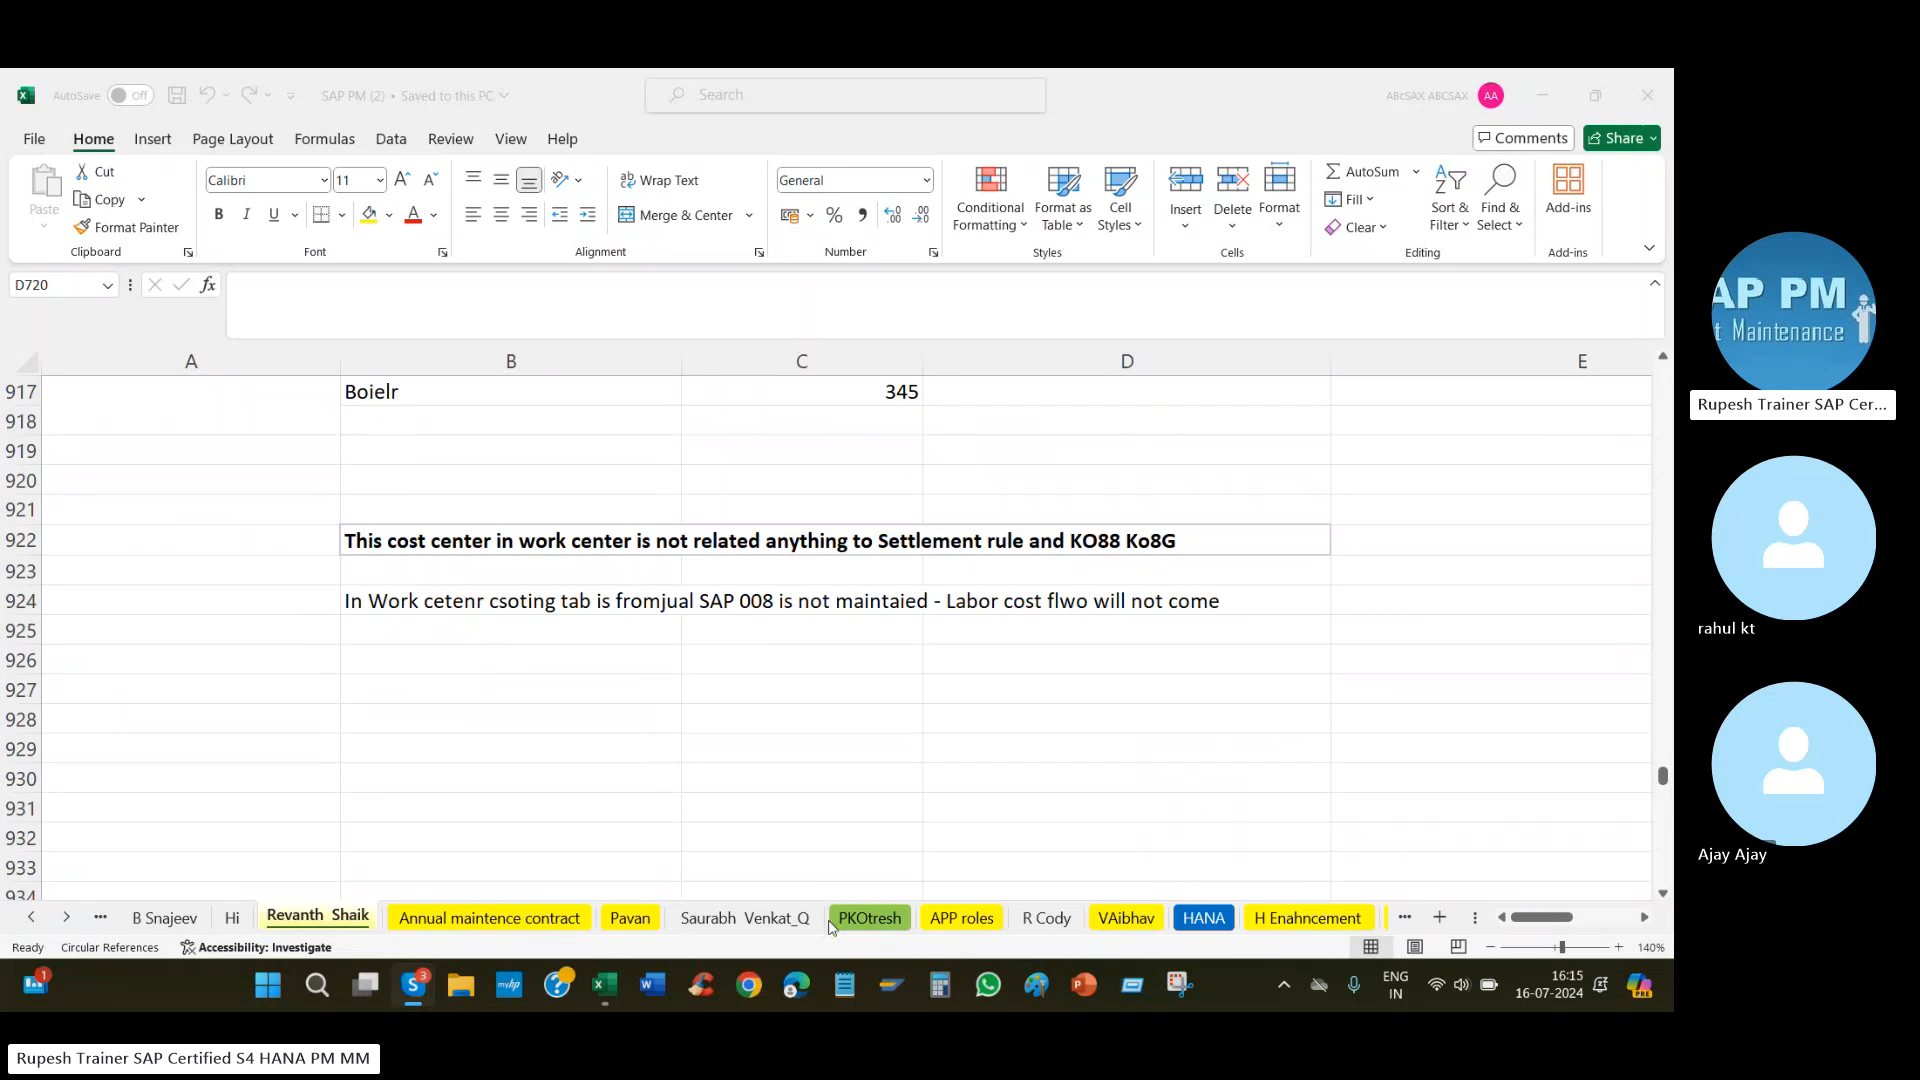 AutoSave Off SAP PM (2) • Saved to this PC Search ABcSAX ABCSAX AA
File Home Insert Page Layout Formulas Data Review View Help Comments Share
Paste Cut Copy Format Painter Clipboard
Calibri 11 B I U A Font
Wrap Text Merge & Center Alignment
General % Number
Conditional Formatting Format as Table Cell Styles Styles
Insert Delete Format Cells
AutoSum Fill Clear Sort & Filter Find & Select Editing
Add-ins Add-ins
D720 fx
A B C D E
917 Boielr 345
918
919
920
921
922 This cost center in work center is not related anything to Settlement rule and KO88 Ko8G
923
924 In Work cetenr csoting tab is fromjual SAP 008 is not maintaied - Labor cost flwo will not come
925
926
927
928
929
930
931
932
933
934
B Snajeev Hi Revanth Shaik Annual maintence contract Pavan Saurabh Venkat_Q PKOtresh APP roles R Cody VAibhav HANA H Enahncement
Ready Circular References Accessibility: Investigate 140%
1 3 myhp ENG IN 16:15 16-07-2024 PRE
Rupesh Trainer SAP Certified S4 HANA PM MM
AP PM
t Maintenance
Rupesh Trainer SAP Cer...
rahul kt
Ajay Ajay